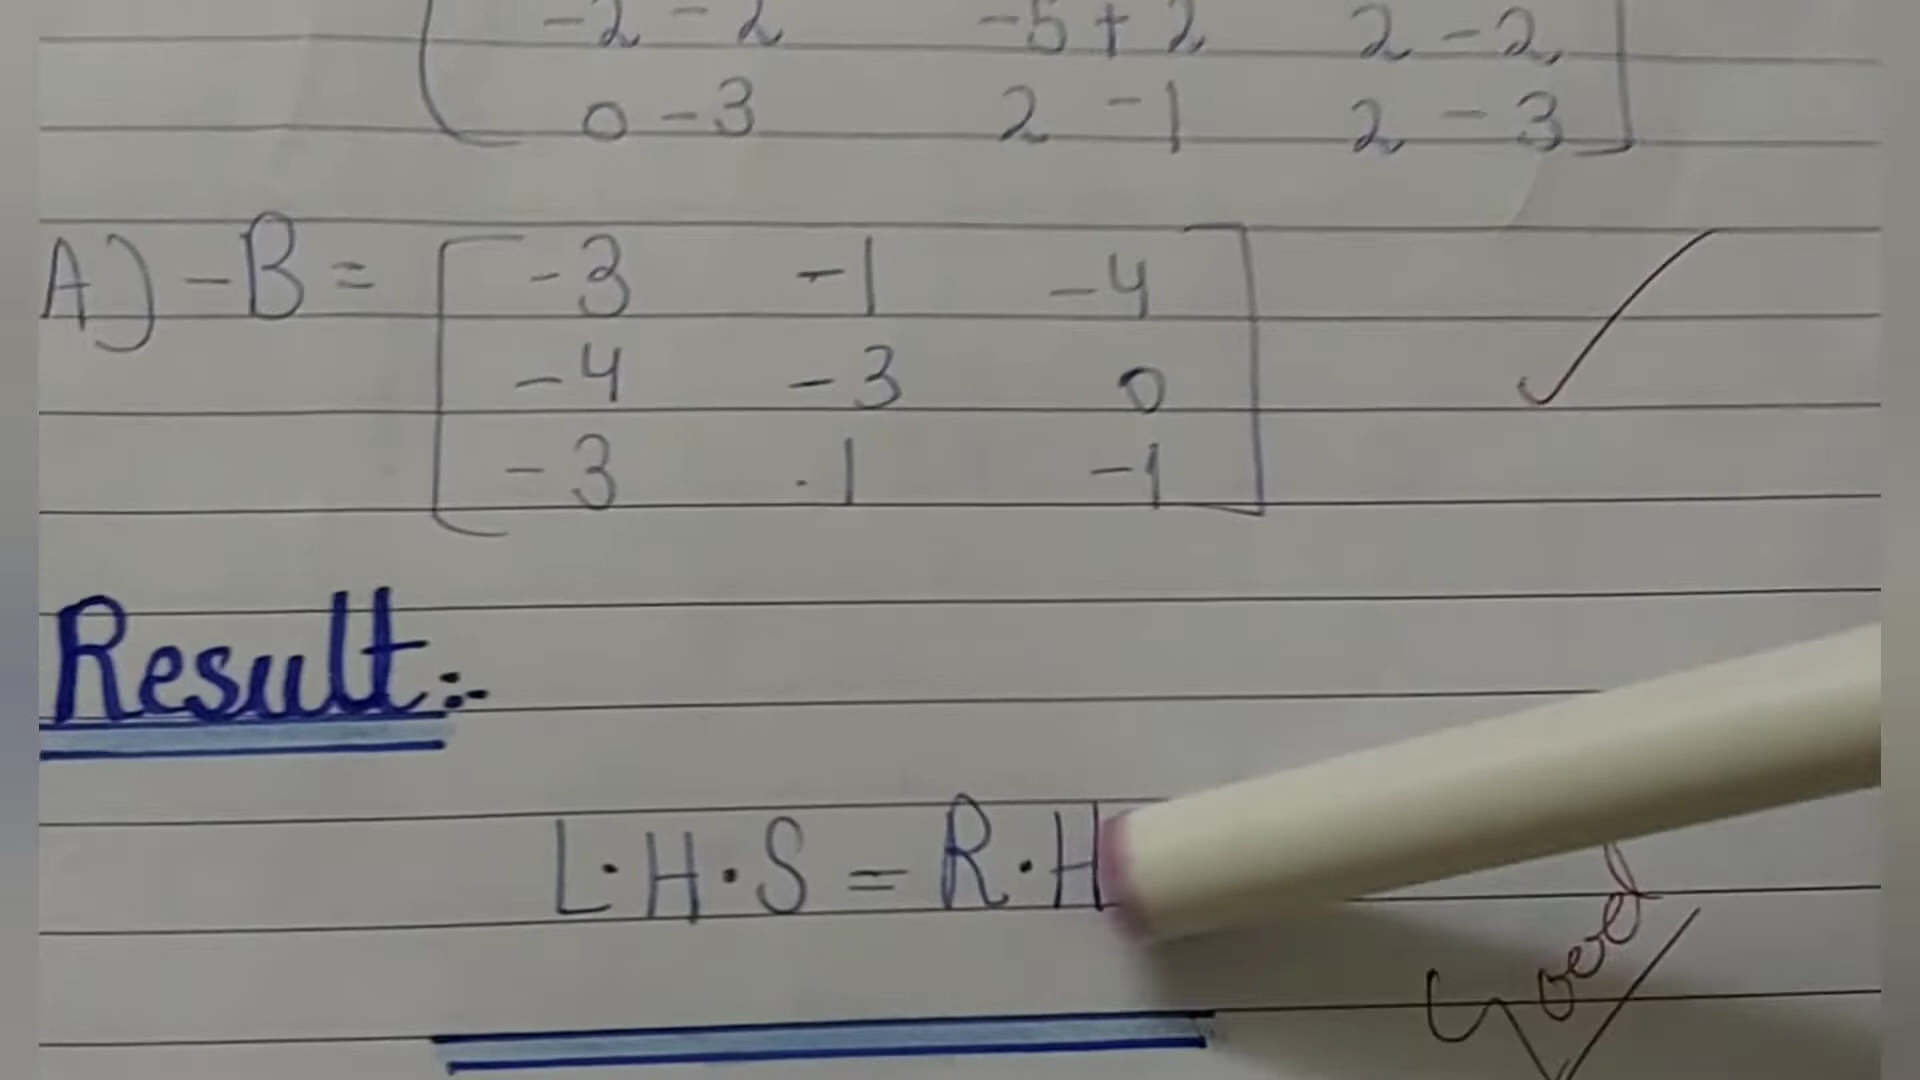 -2 - 2 -5 + 2 2 - 2
0 - 3 2 - 1 2 - 3
A) - B = -3 -1 -4
-4 -3 0
-3 1 -1
Result:-
L.H.S = R.H
Good